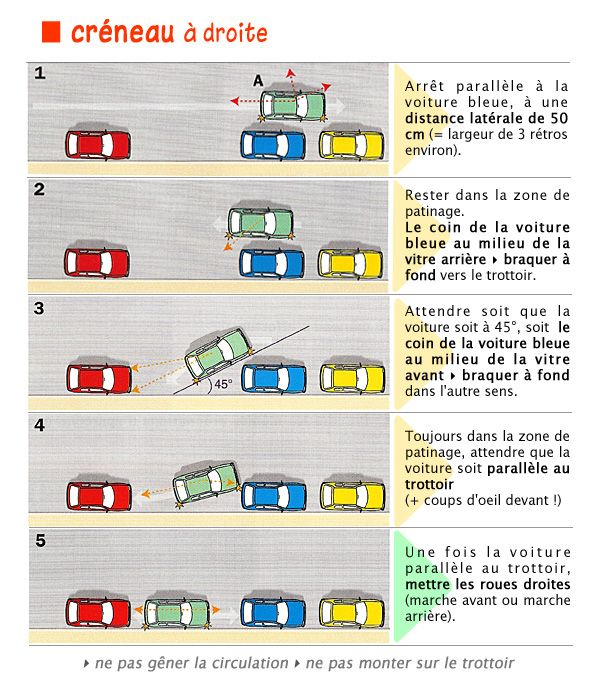 créneau à droite
1
A
Arrêt parallèle à la
voiture bleue, à une
distance latérale de 50
cm (= largeur de 3 rétros
environ).
2
Rester dans la zone de
patinage.
Le coin de la voiture
bleue au milieu de la
vitre arrière ▸ braquer à
fond vers le trottoir.
3
45°
Attendre soit que la
voiture soit à 45°, soit le
coin de la voiture bleue
au milieu de la vitre
avant ▸ braquer à fond
dans l'autre sens.
4
Toujours dans la zone de
patinage, attendre que la
voiture soit parallèle au
trottoir
(+ coups d'oeil devant !)
5
Une fois la voiture
parallèle au trottoir,
mettre les roues droites
(marche avant ou marche
arrière).
▸ ne pas gêner la circulation ▸ ne pas monter sur le trottoir